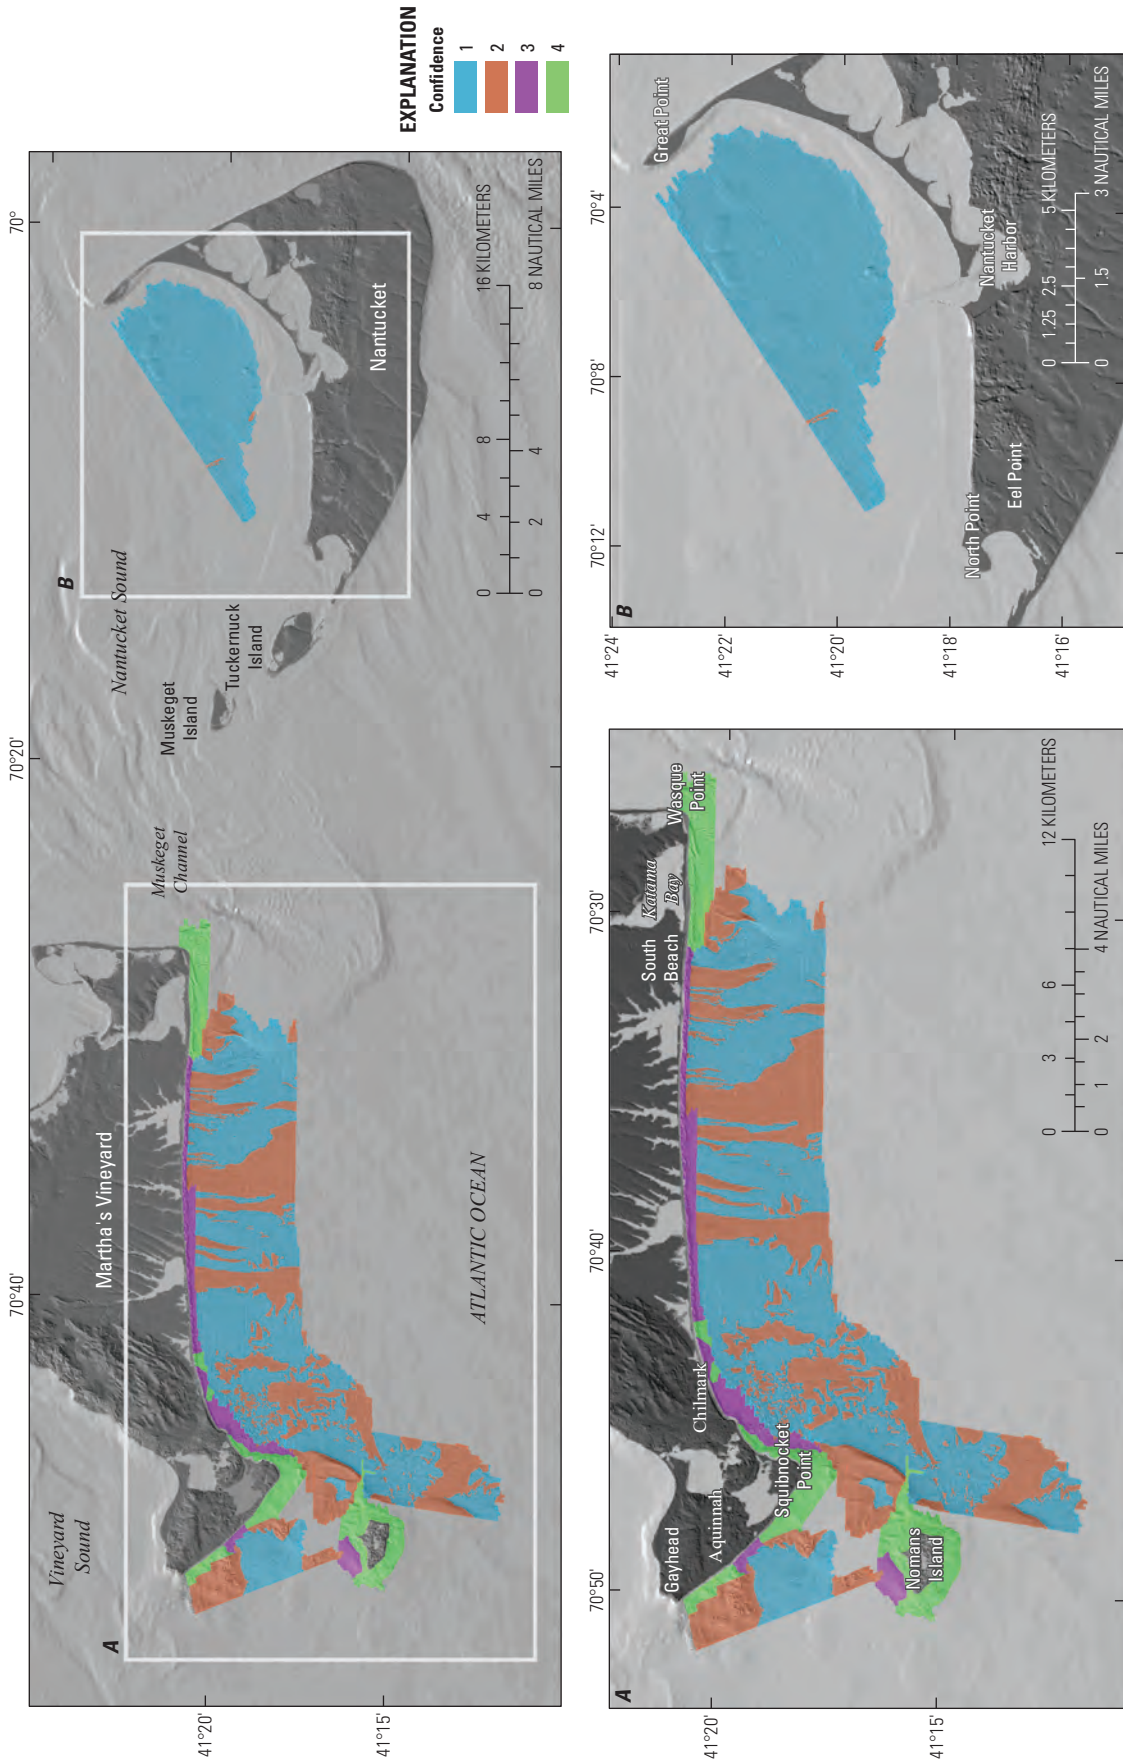 EXPLANATION
Confidence
1
2
3
4
70°
70°20'
70°40'
41°20'
41°15'
A
B
Vineyard
Sound
Martha's Vineyard
Muskeget
Channel
Nantucket Sound
Muskeget
Island
Tuckernuck
Island
Nantucket
ATLANTIC OCEAN
0
4
8
16 KILOMETERS
0
2
4
8 NAUTICAL MILES
A
70°50'
70°40'
70°30'
41°20'
41°15'
Gayhead
Aquinnah
Squibnocket
Point
Chilmark
Nomans
Island
South
Beach
Katama
Bay
Wasque
Point
0
3
6
12 KILOMETERS
0
1
2
4 NAUTICAL MILES
B
70°12'
70°8'
70°4'
41°24'
41°22'
41°20'
41°18'
41°16'
Great Point
North Point
Eel Point
Nantucket
Harbor
0
1.25
2.5
5 KILOMETERS
0
1.5
3 NAUTICAL MILES